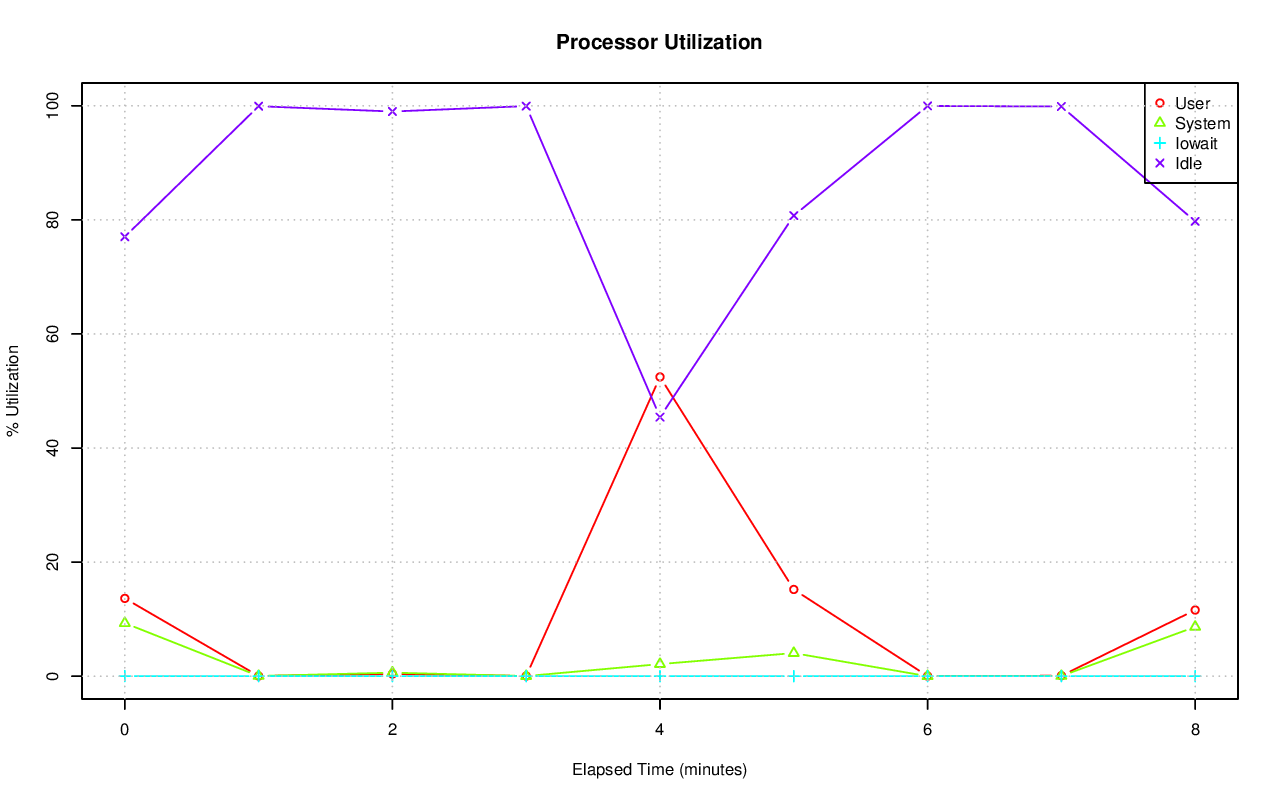 Processor Utilization
User
System
Iowait
Idle
% Utilization
100
80
60
40
20
0
0 2 4 6 8
Elapsed Time (minutes)